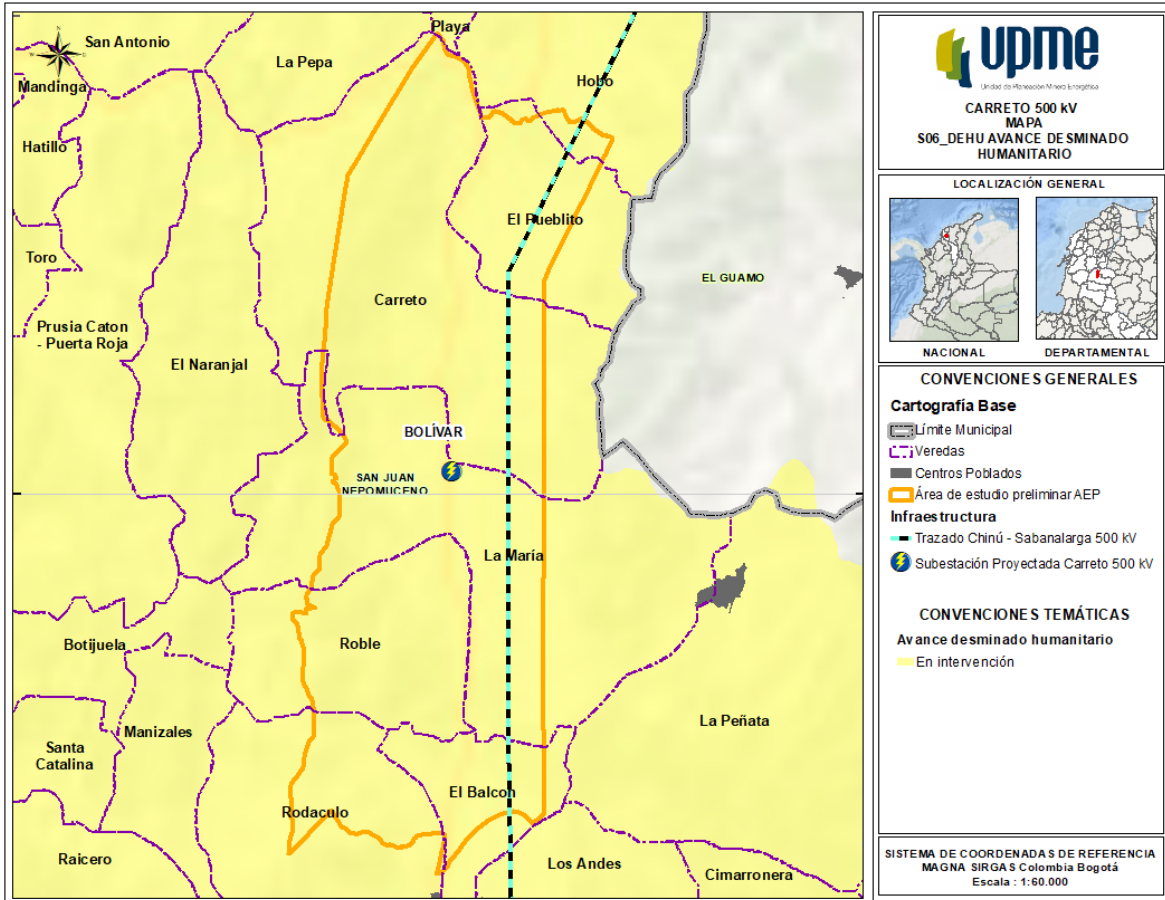 Playa
San Antonio
La Pepa
Hobo
Mandinga
Hatillo
El Pueblito
Toro
EL GUAMO
Carreto
Prusia Caton
- Puerta Roja
El Naranjal
BOLÍVAR
SAN JUAN
NEPOMUCENO
La María
Botijuela
Roble
La Peñata
Manizales
Santa
Catalina
El Balcon
Rodaculo
Raicero
Los Andes
Cimarronera
upme
Unidad de Planeación Minero Energética
CARRETO 500 kV
MAPA
S06_DEHU AVANCE DESMINADO
HUMANITARIO
LOCALIZACIÓN GENERAL
NACIONAL
DEPARTAMENTAL
CONVENCIONES GENERALES
Cartografía Base
Límite Municipal
Veredas
Centros Poblados
Área de estudio preliminar AEP
Infraestructura
Trazado Chinú - Sabanalarga 500 kV
Subestación Proyectada Carreto 500 kV
CONVENCIONES TEMÁTICAS
Avance desminado humanitario
En intervención
SISTEMA DE COORDENADAS DE REFERENCIA
MAGNA SIRGAS Colombia Bogotá
Escala : 1:60.000